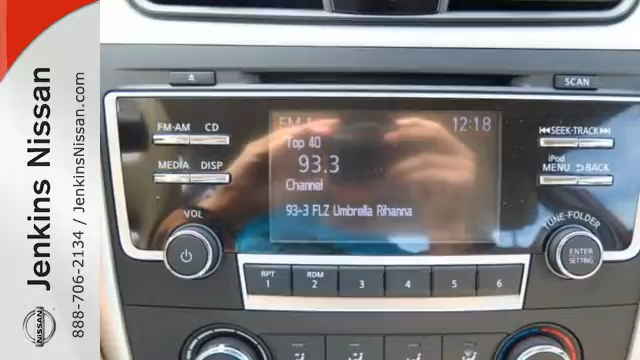 Jenkins Nissan
888-706-2134 / JenkinsNissan.com
NISSAN
SCAN
FM-AM CD
MEDIA DISP
VOL
FM 1 12:18
Top 40
93.3
Channel
93-3 FLZ Umbrella Rihanna
SEEK·TRACK
iPod
MENU BACK
TUNE·FOLDER
ENTER
SETTING
RPT RDM
1 2 3 4 5 6